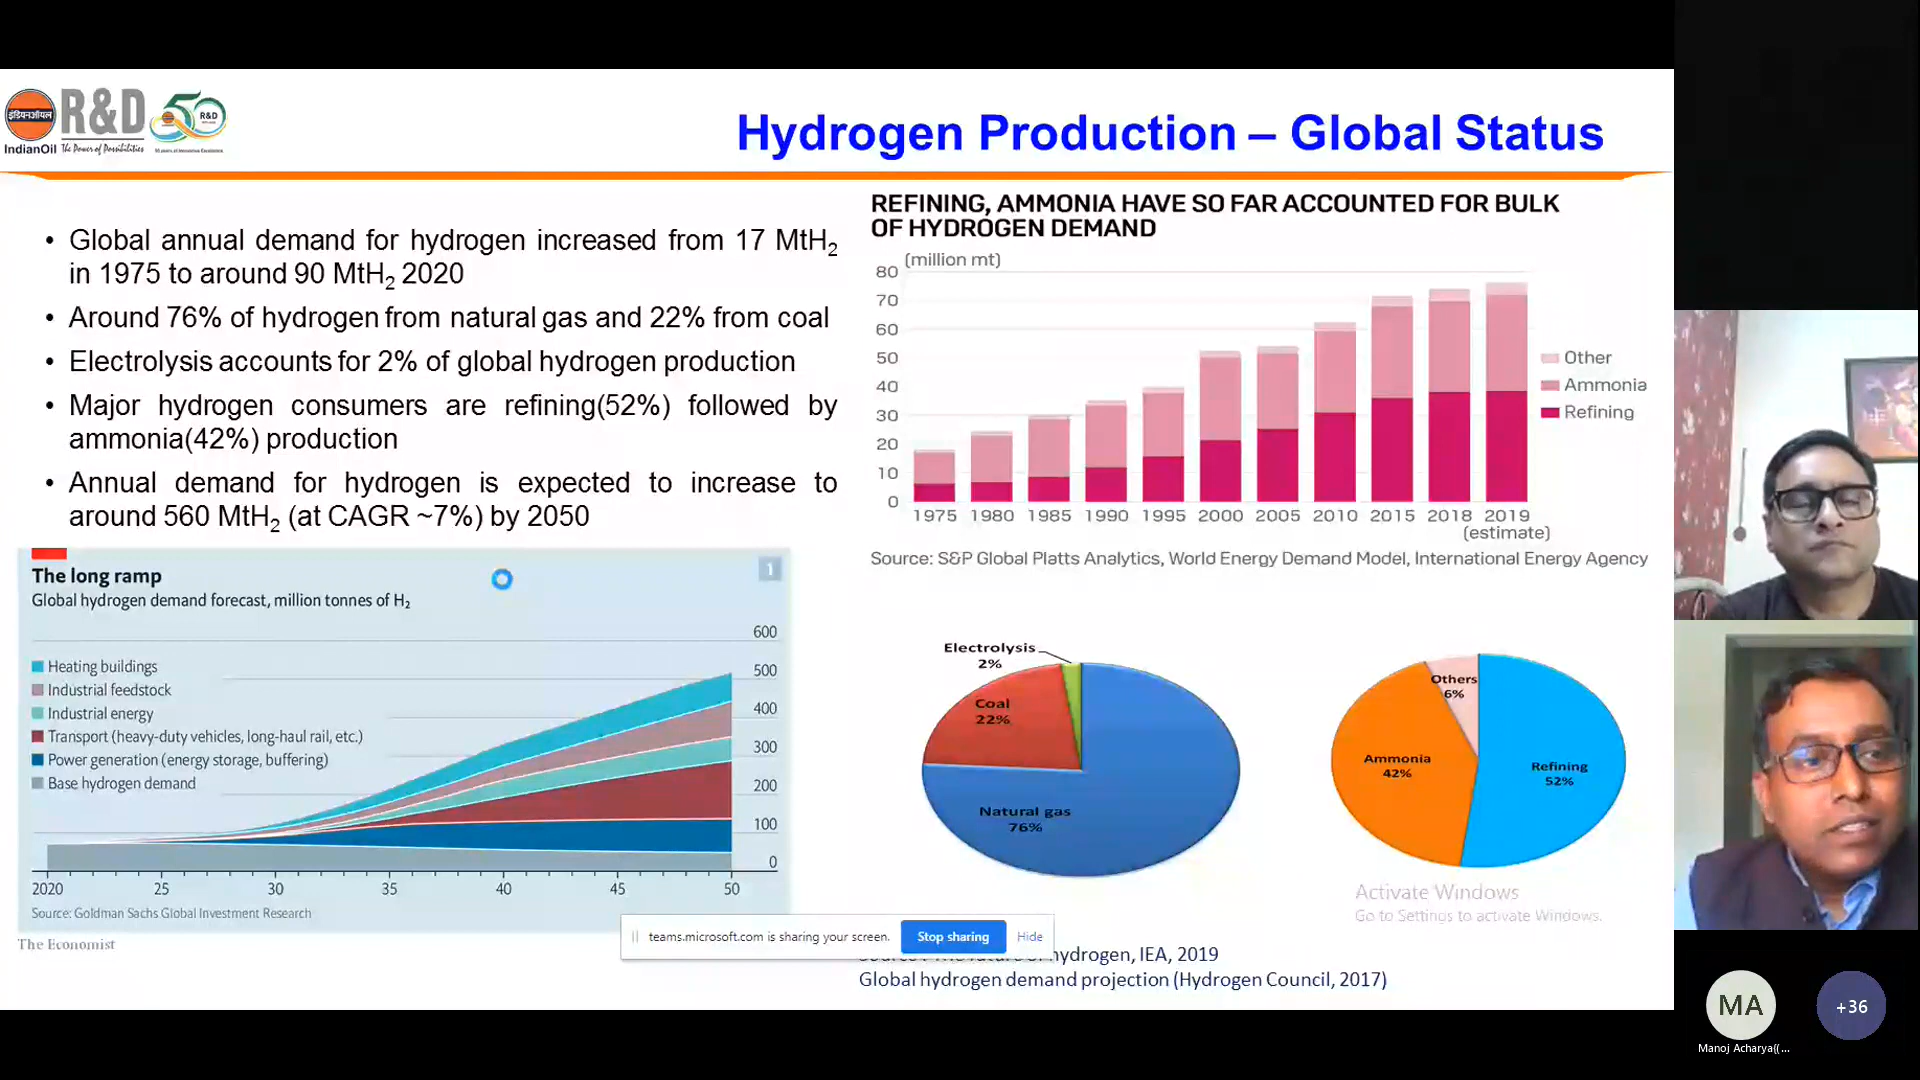 इंडियनऑयल
IndianOil
R&D
The Power of Possibilities
50
R&D
Hydrogen Production – Global Status
• Global annual demand for hydrogen increased from 17 MtH₂
in 1975 to around 90 MtH₂ 2020
• Around 76% of hydrogen from natural gas and 22% from coal
• Electrolysis accounts for 2% of global hydrogen production
• Major hydrogen consumers are refining(52%) followed by
ammonia(42%) production
• Annual demand for hydrogen is expected to increase to
around 560 MtH₂ (at CAGR ~7%) by 2050
The long ramp
1
Global hydrogen demand forecast, million tonnes of H₂
600
500
400
300
200
100
0
Heating buildings
Industrial feedstock
Industrial energy
Transport (heavy-duty vehicles, long-haul rail, etc.)
Power generation (energy storage, buffering)
Base hydrogen demand
2020 25 30 35 40 45 50
Source: Goldman Sachs Global Investment Research
The Economist
REFINING, AMMONIA HAVE SO FAR ACCOUNTED FOR BULK
OF HYDROGEN DEMAND
(million mt)
80
70
60
50
40
30
20
10
0
1975 1980 1985 1990 1995 2000 2005 2010 2015 2018 2019
(estimate)
Other
Ammonia
Refining
Source: S&P Global Platts Analytics, World Energy Demand Model, International Energy Agency
Electrolysis
2%
Coal
22%
Natural gas
76%
Others
6%
Ammonia
42%
Refining
52%
Activate Windows
Go to Settings to activate Windows.
teams.microsoft.com is sharing your screen.
Stop sharing
Hide
hydrogen, IEA, 2019
Global hydrogen demand projection (Hydrogen Council, 2017)
MA
+36
Manoj Acharya((...